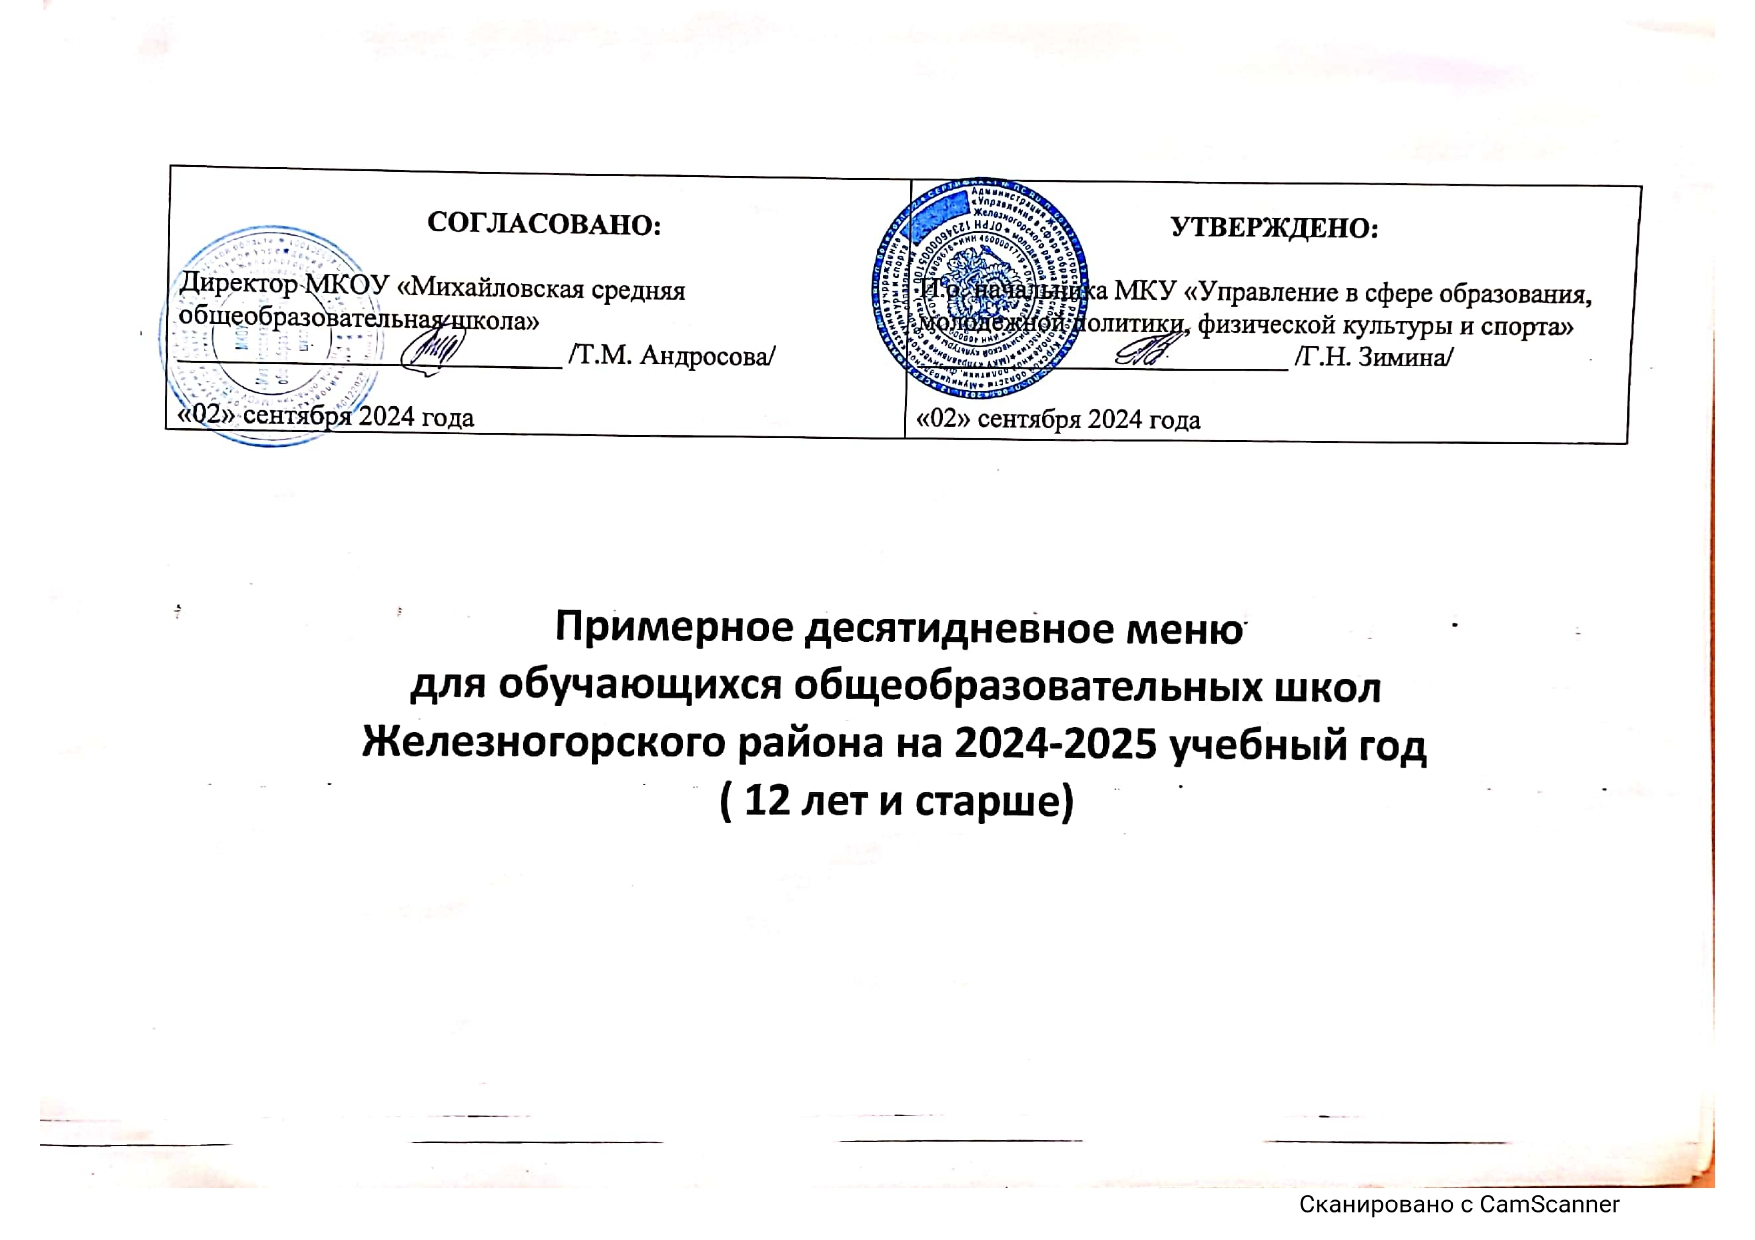 СОГЛАСОВАНО:
Директор МКОУ «Михайловская средняя
общеобразовательная школа»
/Т.М. Андросова/
«02» сентября 2024 года
УТВЕРЖДЕНО:
И.о. начальника МКУ «Управление в сфере образования,
молодежной политики, физической культуры и спорта»
/Г.Н. Зимина/
«02» сентября 2024 года
Примерное десятидневное меню
для обучающихся общеобразовательных школ
Железногорского района на 2024-2025 учебный год
( 12 лет и старше)
Сканировано с CamScanner